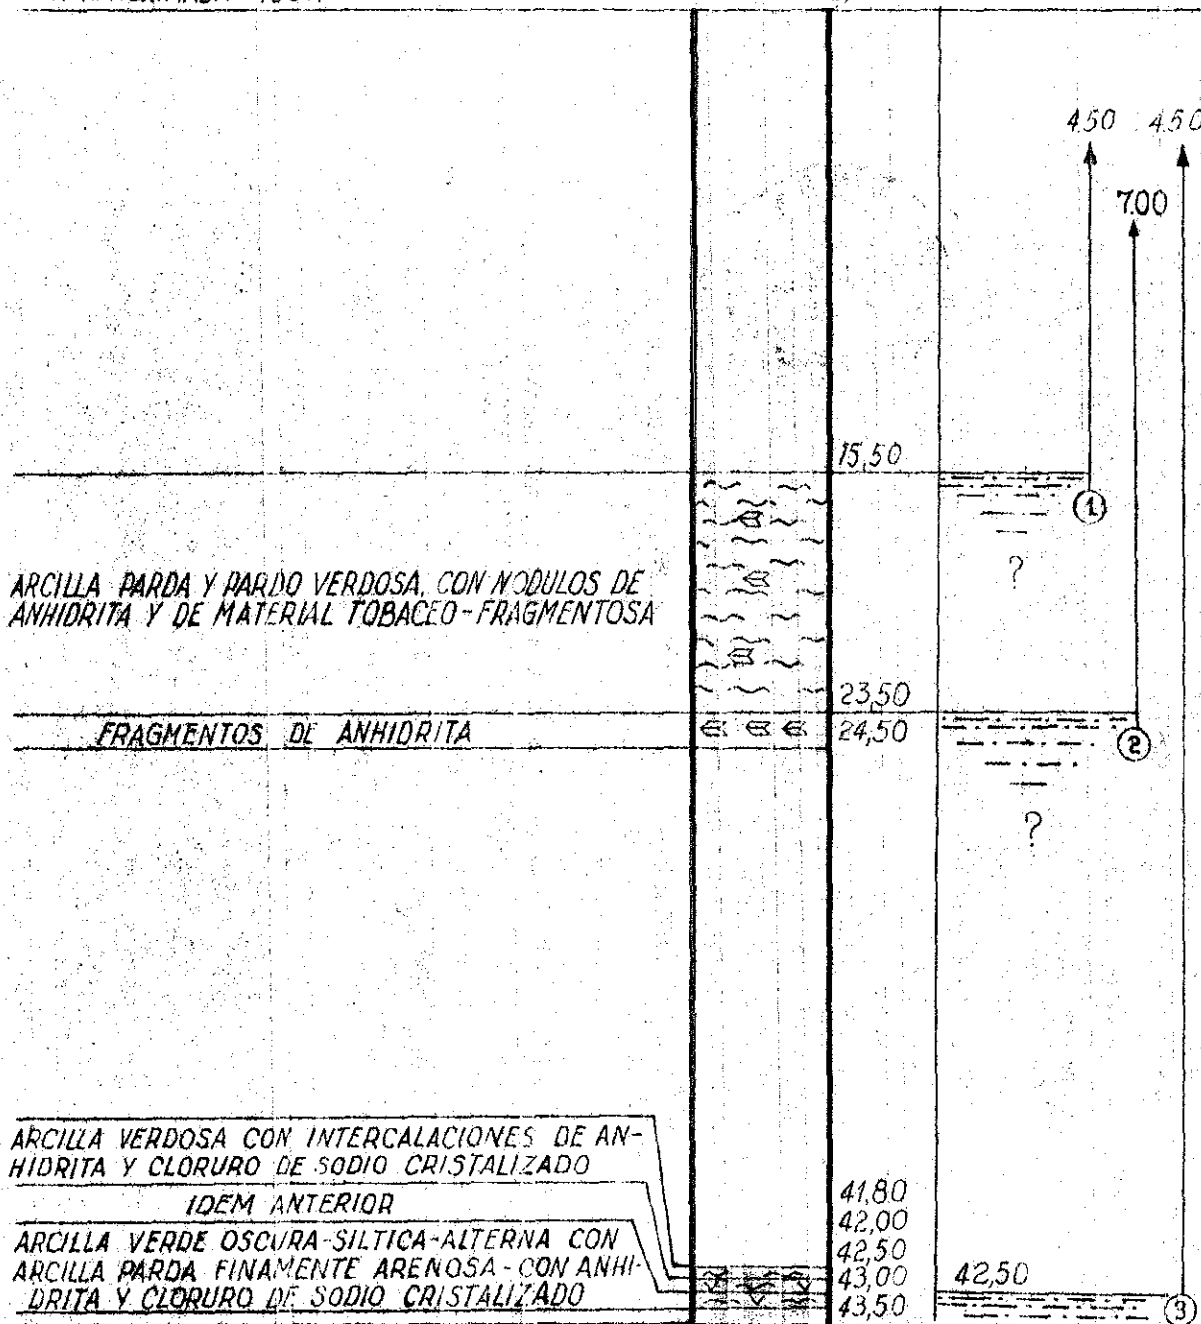 4.50 4.50
7.00
15,50
1
ARCILLA PARDA Y PARDO VERDOSA, CON NODULOS DE
ANHIDRITA Y DE MATERIAL TOBACEO-FRAGMENTOSA
?
23,50
FRAGMENTOS DE ANHIDRITA
24,50
2
?
ARCILLA VERDOSA CON INTERCALACIONES DE AN-
HIDRITA Y CLORURO DE SODIO CRISTALIZADO
IDEM ANTERIOR
41,80
42,00
ARCILLA VERDE OSCURA-SILTICA-ALTERNA CON
42,50
ARCILLA PARDA FINAMENTE ARENOSA-CON ANHI-
43,00 42,50
DRITA Y CLORURO DE SODIO CRISTALIZADO
43,50
3